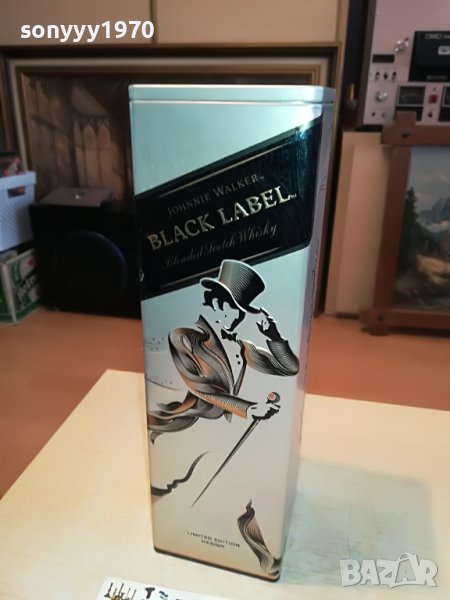 sonyyy1970
JOHNNIE WALKER
BLACK LABEL
Blended Scotch Whisky
LIMITED EDITION
DESIGN
bazar